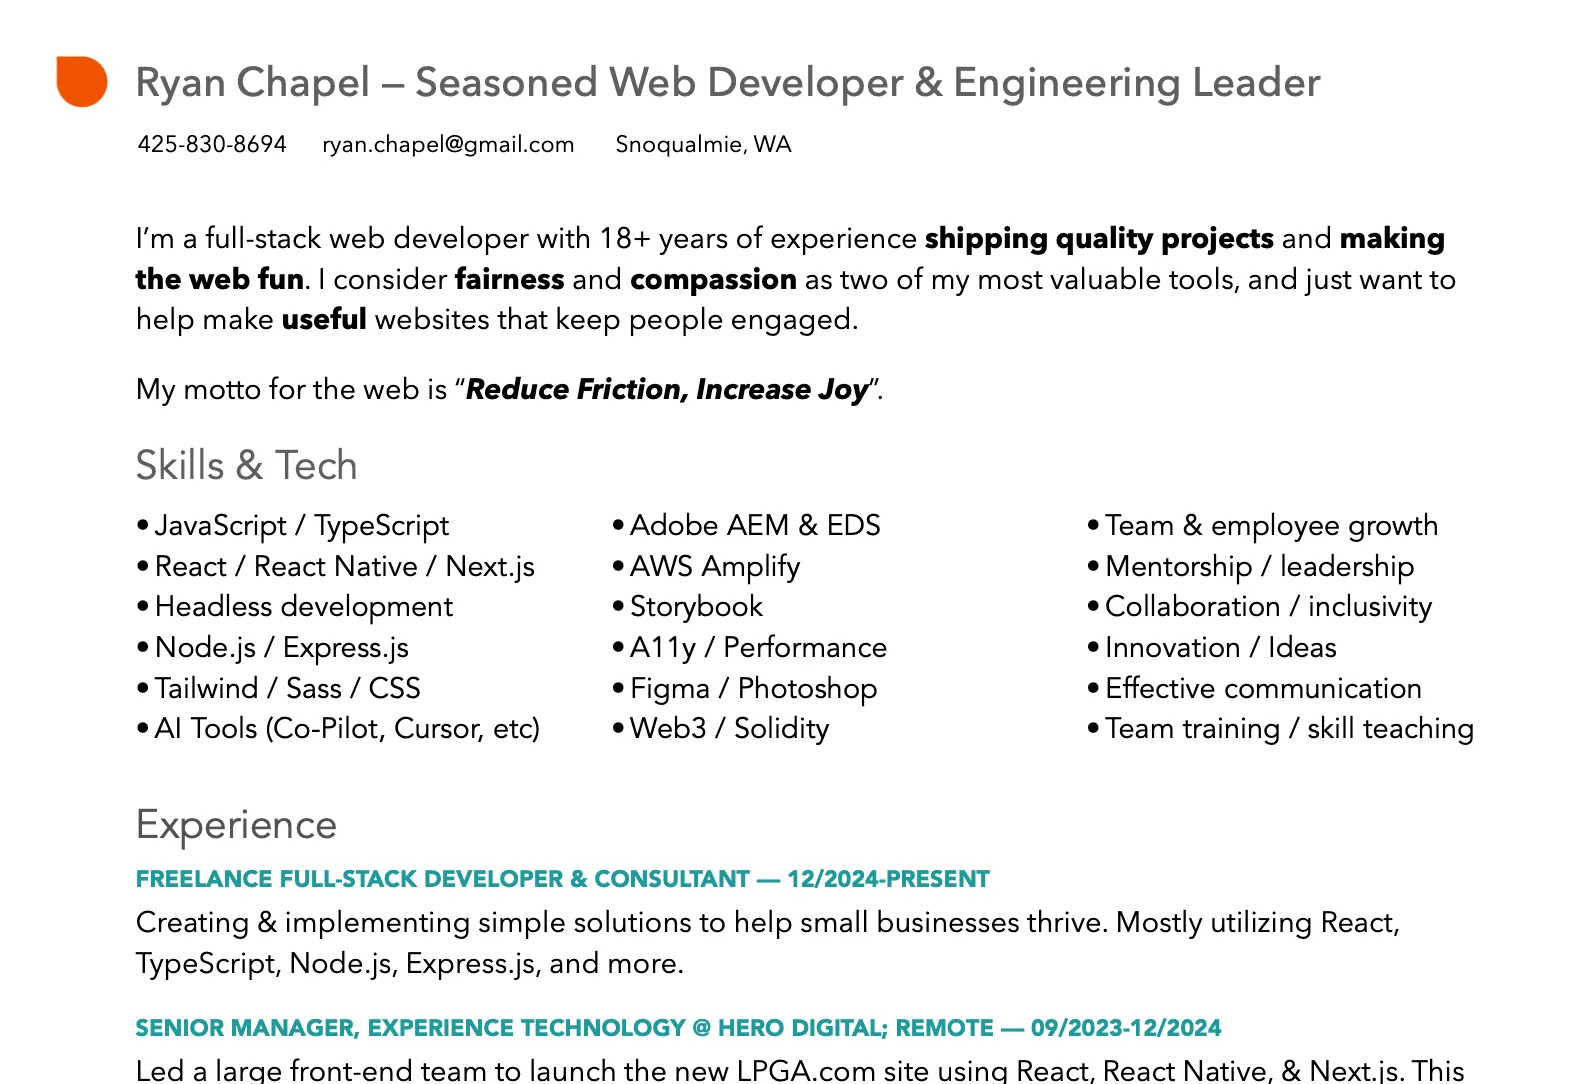 Ryan Chapel – Seasoned Web Developer & Engineering Leader
425-830-8694 ryan.chapel@gmail.com Snoqualmie, WA
I’m a full-stack web developer with 18+ years of experience shipping quality projects and making
the web fun. I consider fairness and compassion as two of my most valuable tools, and just want to
help make useful websites that keep people engaged.
My motto for the web is “Reduce Friction, Increase Joy”.
Skills & Tech
• JavaScript / TypeScript
• React / React Native / Next.js
• Headless development
• Node.js / Express.js
• Tailwind / Sass / CSS
• AI Tools (Co-Pilot, Cursor, etc)
• Adobe AEM & EDS
• AWS Amplify
• Storybook
• A11y / Performance
• Figma / Photoshop
• Web3 / Solidity
• Team & employee growth
• Mentorship / leadership
• Collaboration / inclusivity
• Innovation / Ideas
• Effective communication
• Team training / skill teaching
Experience
FREELANCE FULL-STACK DEVELOPER & CONSULTANT — 12/2024-PRESENT
Creating & implementing simple solutions to help small businesses thrive. Mostly utilizing React,
TypeScript, Node.js, Express.js, and more.
SENIOR MANAGER, EXPERIENCE TECHNOLOGY @ HERO DIGITAL; REMOTE — 09/2023-12/2024
Led a large front-end team to launch the new LPGA.com site using React, React Native, & Next.js. This